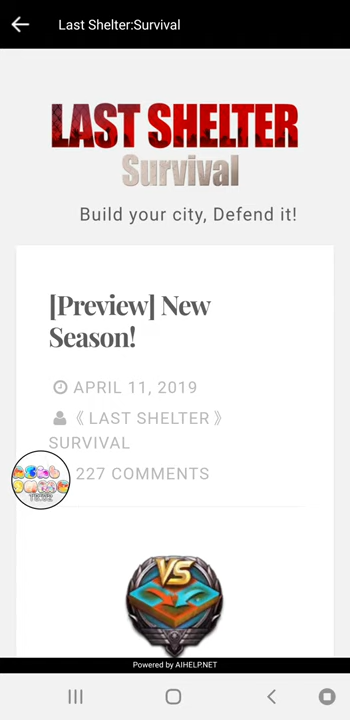 Last Shelter:Survival
LAST SHELTER
Survival
Build your city, Defend it!
[Preview] New
Season!
APRIL 11, 2019
《 LAST SHELTER 》
SURVIVAL
227 COMMENTS
VS
Powered by AIHELP.NET